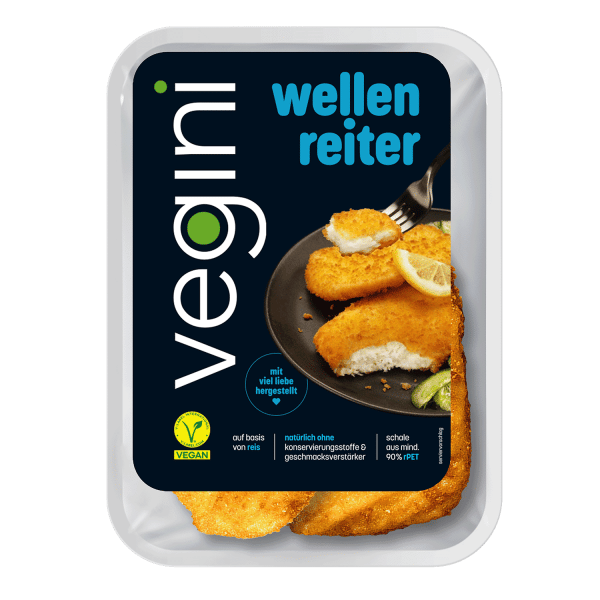 vegini
wellen
reiter
mit
viel liebe
hergestellt
VEGAN
auf basis
von reis
natürlich ohne
konservierungsstoffe &
geschmacksverstärker
schale
aus mind.
90% rPET
serviervorschlag